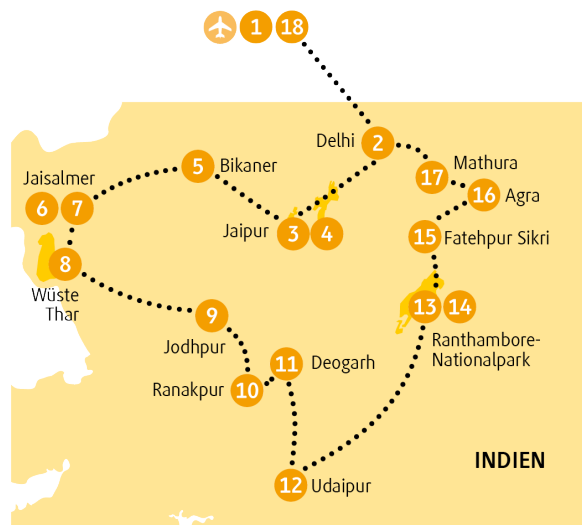 1 18
Delhi 2
5 Bikaner
Mathura
17
Jaisalmer
16 Agra
6 7
Jaipur 3 4
15 Fatehpur Sikri
8
Wüste
Thar
13 14
9
Ranthambore-
Nationalpark
Jodhpur
11 Deogarh
Ranakpur 10
INDIEN
12 Udaipur